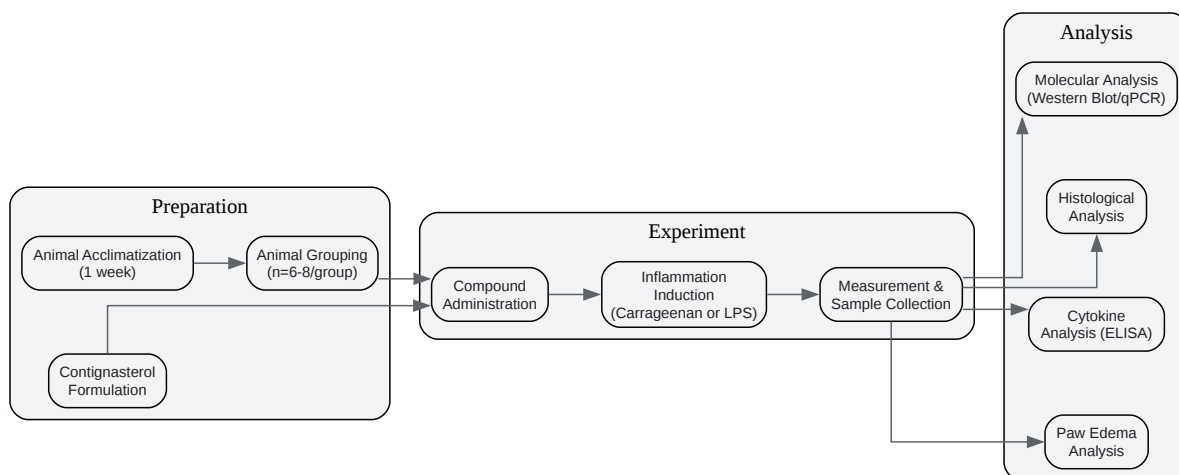 Preparation
Animal Acclimatization
(1 week)
Animal Grouping
(n=6-8/group)
Contignasterol
Formulation
Experiment
Compound
Administration
Inflammation
Induction
(Carrageenan or LPS)
Measurement &
Sample Collection
Analysis
Molecular Analysis
(Western Blot/qPCR)
Histological
Analysis
Cytokine
Analysis (ELISA)
Paw Edema
Analysis